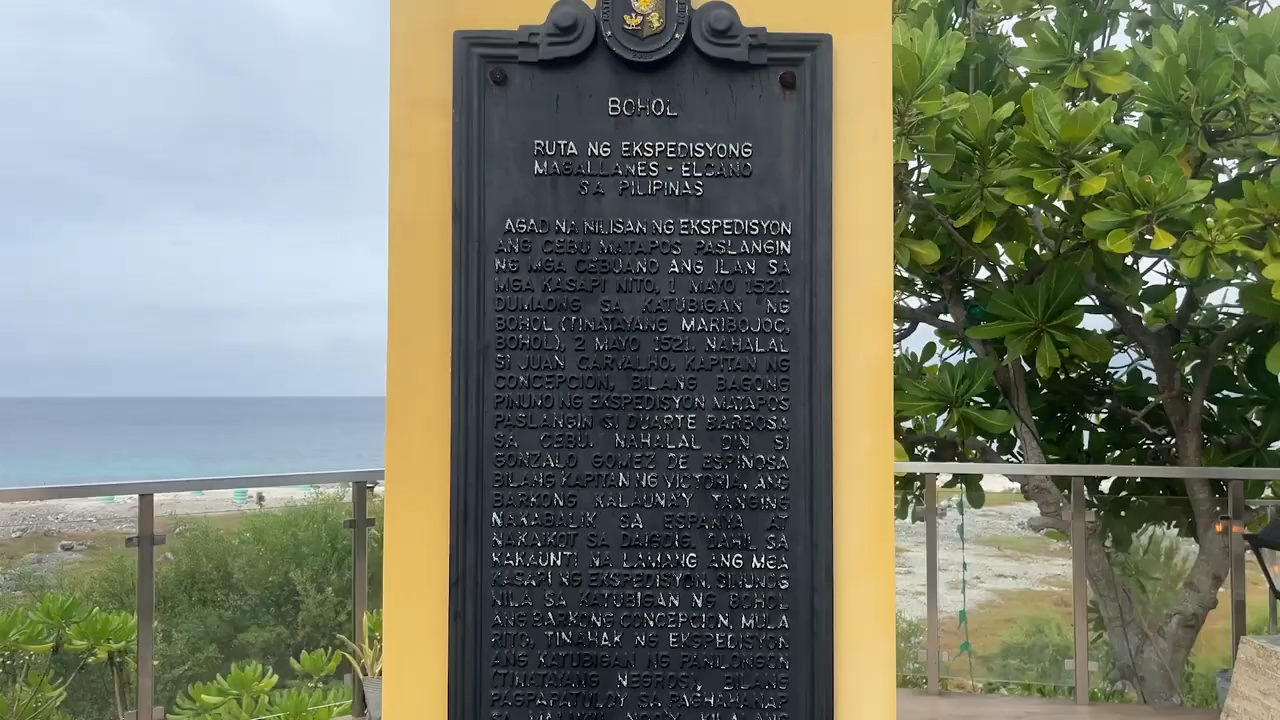 BOHOL
RUTA NG EKSPEDISYONG
MAGALLANES - ELCANO
SA PILIPINAS
AGAD NA NILISAN NG EKSPEDISYON
ANG CEBU MATAPOS PASLANGIN
NG MGA CEBUANO ANG ILAN SA
MGA KASAPI NITO, 1 MAYO 1521.
DUMAONG SA KATUBIGAN NG
BOHOL (TINATAYANG MARIBOJOC,
BOHOL), 2 MAYO 1521. NAHALAL
SI JUAN CARVALHO, KAPITAN NG
CONCEPCION, BILANG BAGONG
PINUNO NG EKSPEDISYON MATAPOS
PASLANGIN SI DUARTE BARBOSA
SA CEBU. NAHALAL DIN SI
GONZALO GOMEZ DE ESPINOSA
BILANG KAPITAN NG VICTORIA, ANG
BARKONG KALAUNA'Y TANGING
NAKABALIK SA ESPANYA AT
NAKAIKOT SA DAIGDIG. DAHIL SA
KAKAUNTI NA LAMANG ANG MGA
KASAPI NG EKSPEDISYON, SINUNOG
NILA SA KATUBIGAN NG BOHOL
ANG BARKONG CONCEPCION. MULA
RITO, TINAHAK NG EKSPEDISYON
ANG KATUBIGAN NG PANILONGON
(TINATAYANG NEGROS), BILANG
PAGPAPATULOY SA PAGHAHANAP